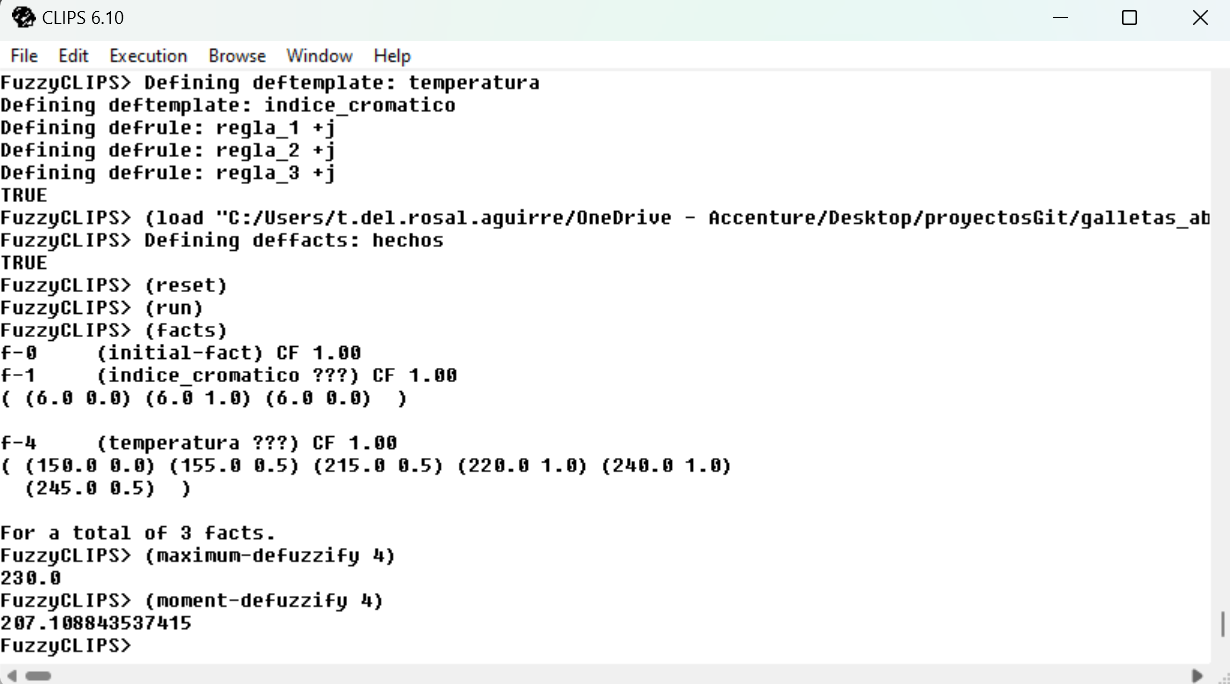 CLIPS 6.10
File Edit Execution Browse Window Help
FuzzyCLIPS> Defining deftemplate: temperatura
Defining deftemplate: indice_cromatico
Defining defrule: regla_1 +j
Defining defrule: regla_2 +j
Defining defrule: regla_3 +j
TRUE
FuzzyCLIPS> (load "C:/Users/t.del.rosal.aguirre/OneDrive - Accenture/Desktop/proyectosGit/galletas_ab
FuzzyCLIPS> Defining deffacts: hechos
TRUE
FuzzyCLIPS> (reset)
FuzzyCLIPS> (run)
FuzzyCLIPS> (facts)
f-0     (initial-fact) CF 1.00
f-1     (indice_cromatico ???) CF 1.00
( (6.0 0.0) (6.0 1.0) (6.0 0.0)  )
f-4     (temperatura ???) CF 1.00
( (150.0 0.0) (155.0 0.5) (215.0 0.5) (220.0 1.0) (240.0 1.0)
  (245.0 0.5)  )
For a total of 3 facts.
FuzzyCLIPS> (maximum-defuzzify 4)
230.0
FuzzyCLIPS> (moment-defuzzify 4)
207.108843537415
FuzzyCLIPS>